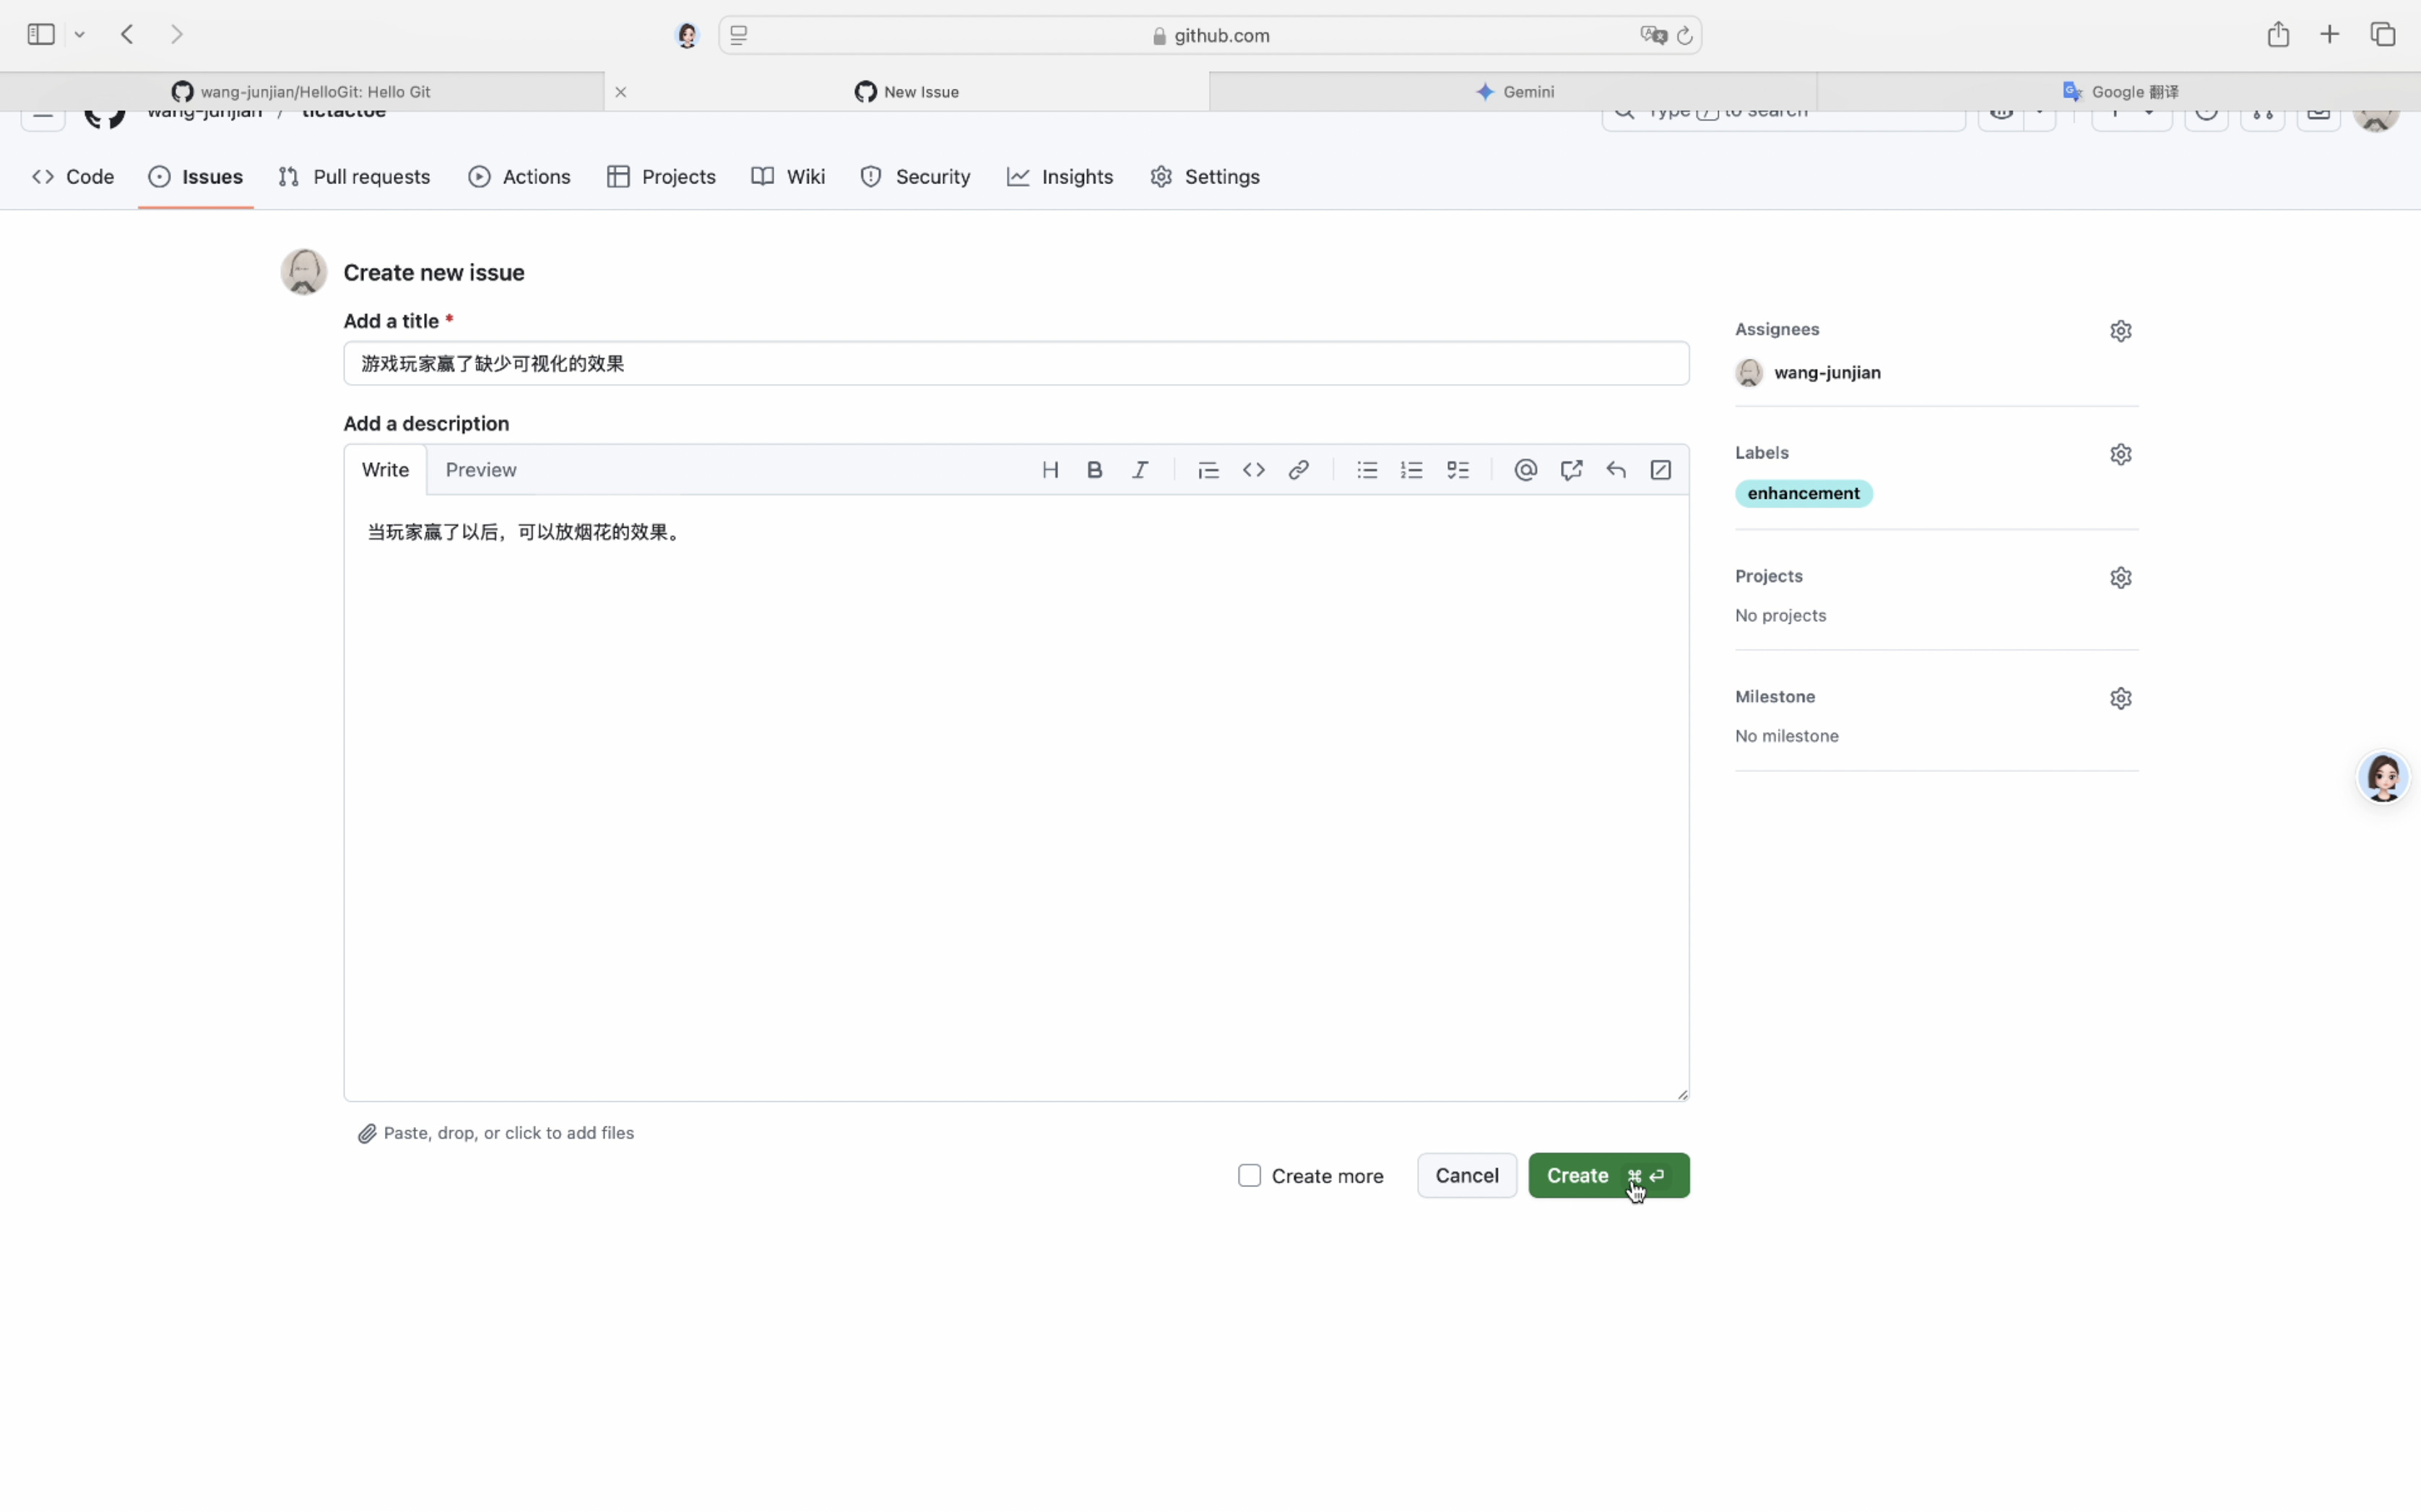 github.com
wang-junjian/HelloGit: Hello Git
New Issue
Gemini
Google 翻译
wang-junjian / tictactoe
Type / to search
Code
Issues
Pull requests
Actions
Projects
Wiki
Security
Insights
Settings
Create new issue
Add a title *
游戏玩家赢了缺少可视化的效果
Add a description
Write
Preview
当玩家赢了以后，可以放烟花的效果。
Paste, drop, or click to add files
Create more
Cancel
Create ⌘ ⏎
Assignees
wang-junjian
Labels
enhancement
Projects
No projects
Milestone
No milestone